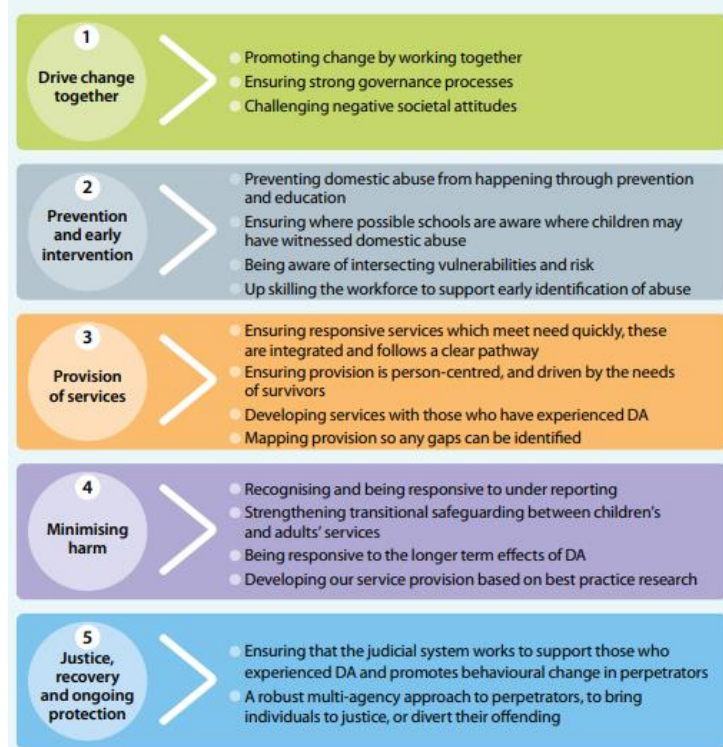 1
Drive change
together
Promoting change by working together
Ensuring strong governance processes
Challenging negative societal attitudes
2
Prevention
and early
intervention
Preventing domestic abuse from happening through prevention
and education
Ensuring where possible schools are aware where children may
have witnessed domestic abuse
Being aware of intersecting vulnerabilities and risk
Up skilling the workforce to support early identification of abuse
3
Provision
of services
Ensuring responsive services which meet need quickly, these
are integrated and follows a clear pathway
Ensuring provision is person-centred, and driven by the needs
of survivors
Developing services with those who have experienced DA
Mapping provision so any gaps can be identified
4
Minimising
harm
Recognising and being responsive to under reporting
Strengthening transitional safeguarding between children's
and adults' services
Being responsive to the longer term effects of DA
Developing our service provision based on best practice research
5
Justice,
recovery
and ongoing
protection
Ensuring that the judicial system works to support those who
experienced DA and promotes behavioural change in perpetrators
A robust multi-agency approach to perpetrators, to bring
individuals to justice, or divert their offending